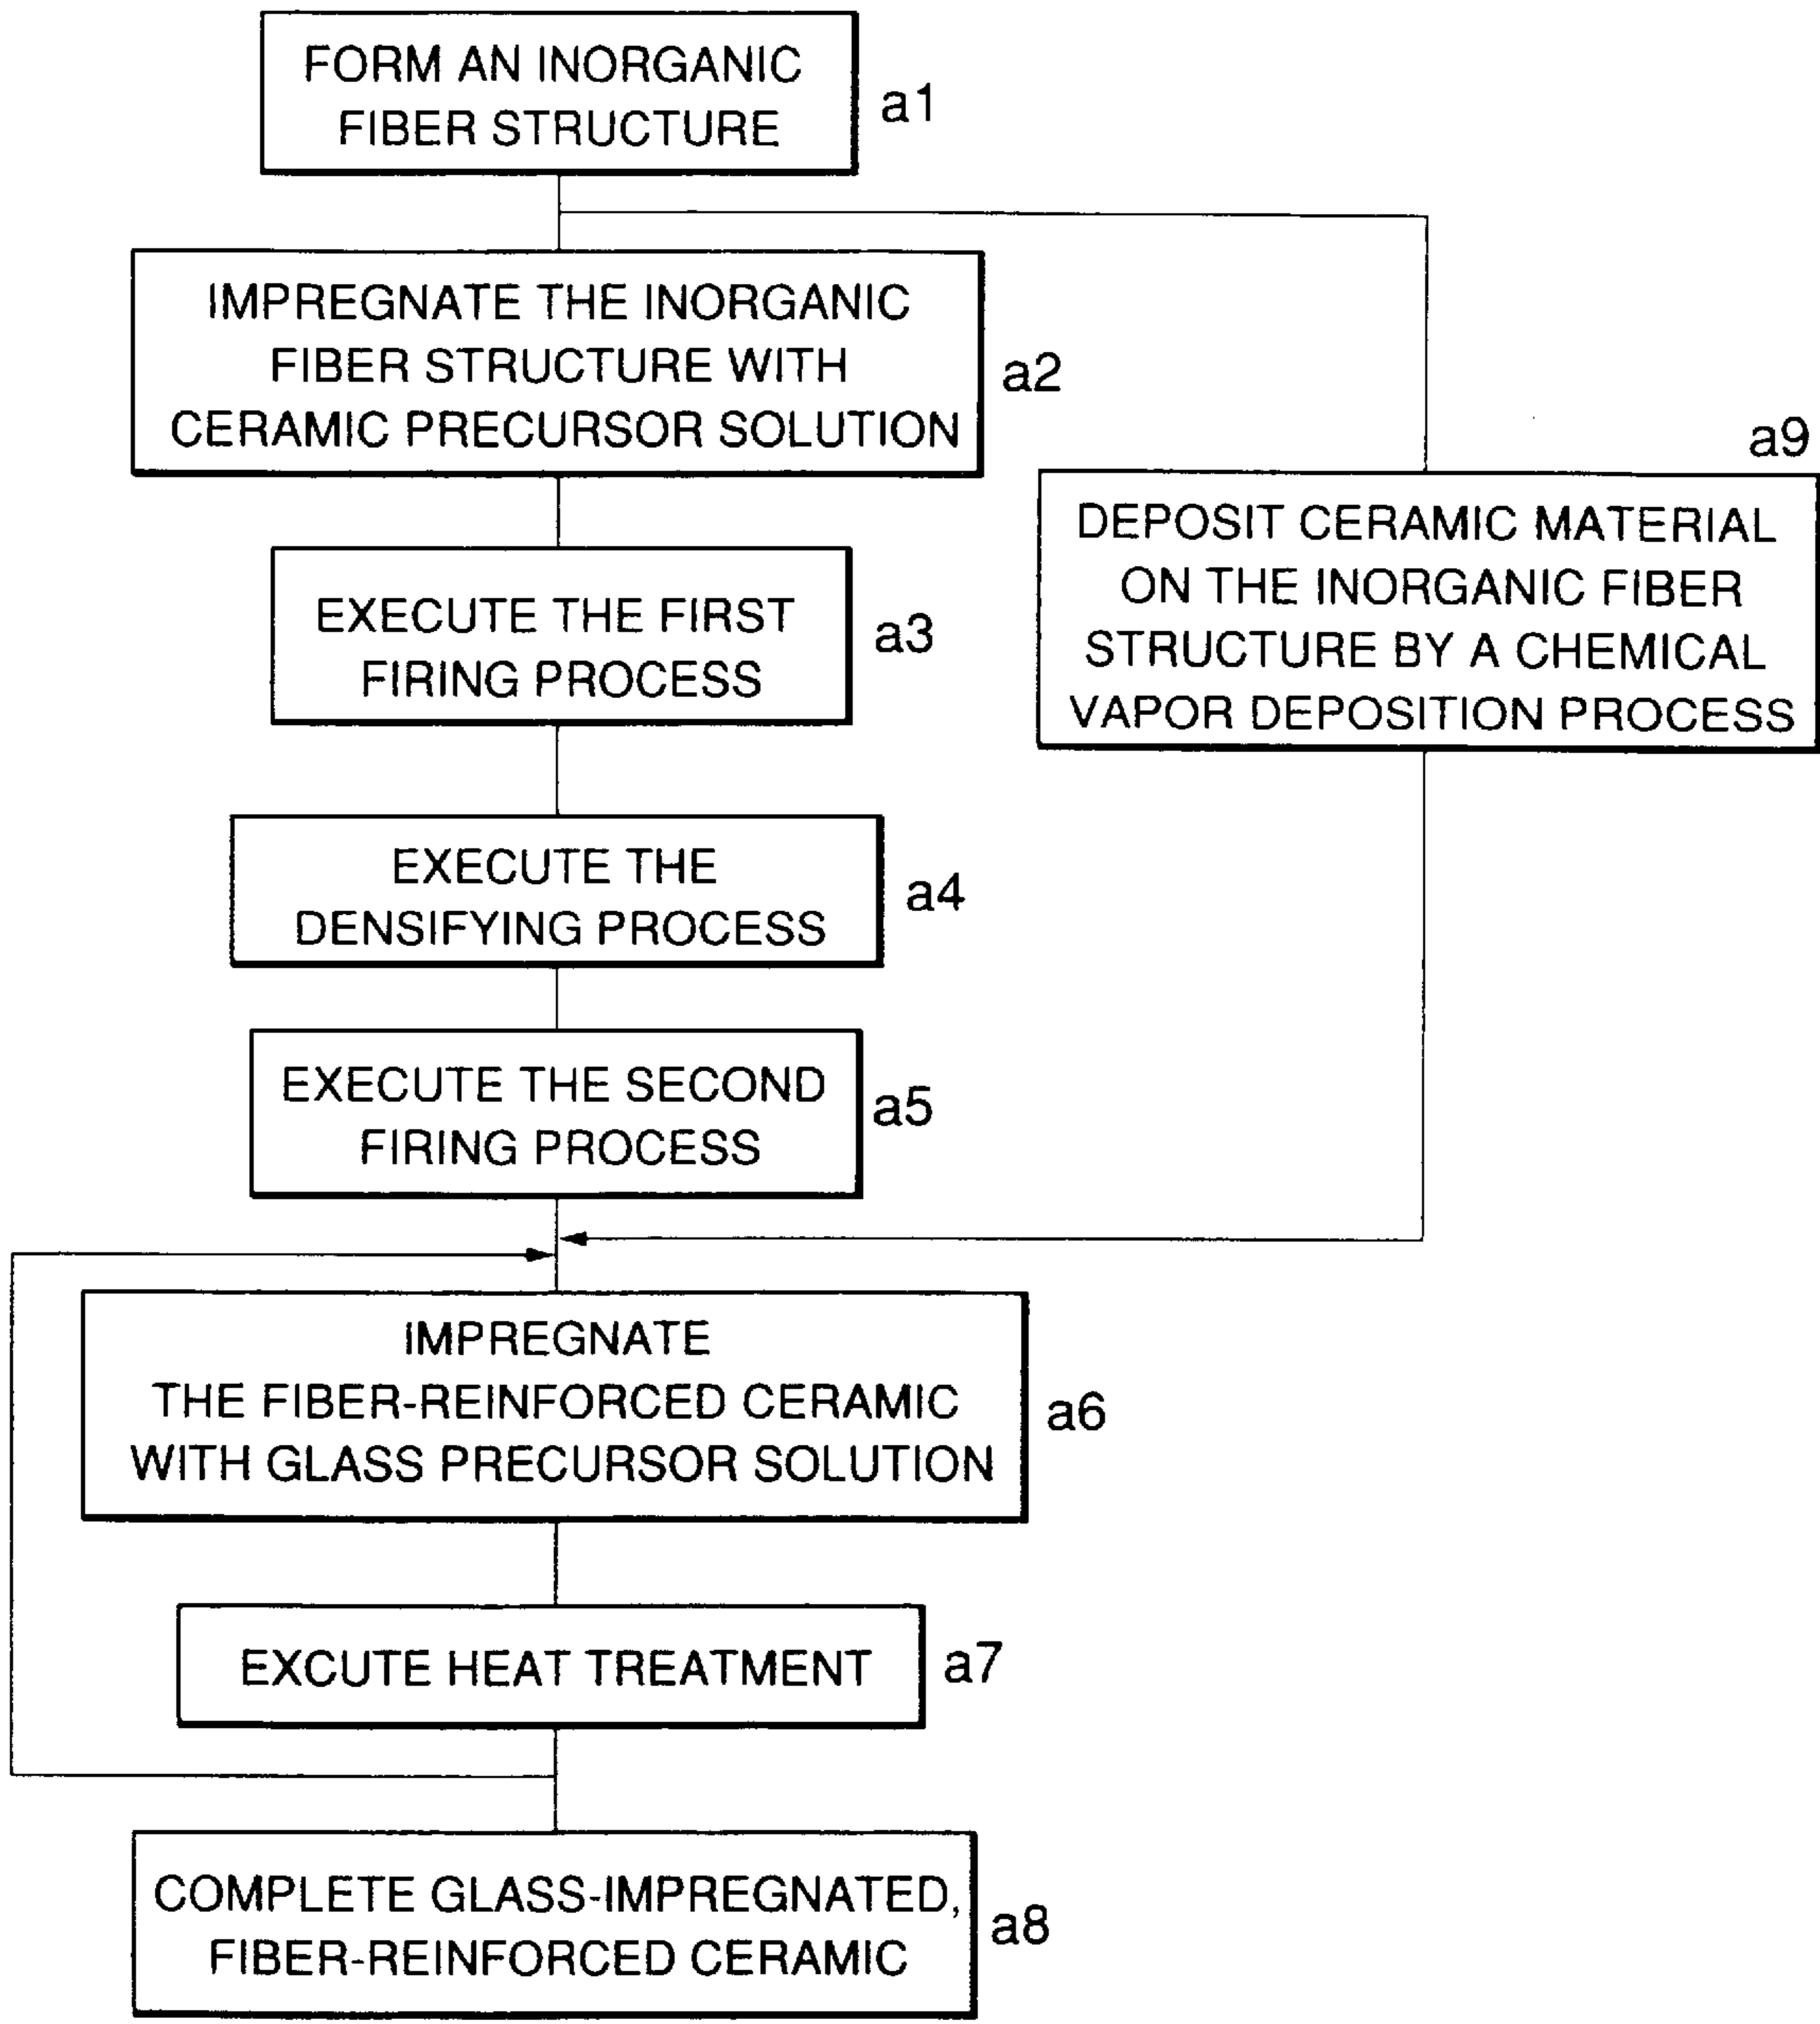 FORM AN INORGANIC
FIBER STRUCTURE
a1
IMPREGNATE THE INORGANIC
FIBER STRUCTURE WITH
CERAMIC PRECURSOR SOLUTION
a2
a9
DEPOSIT CERAMIC MATERIAL
ON THE INORGANIC FIBER
STRUCTURE BY A CHEMICAL
VAPOR DEPOSITION PROCESS
EXECUTE THE FIRST
FIRING PROCESS
a3
EXECUTE THE
DENSIFYING PROCESS
a4
EXECUTE THE SECOND
FIRING PROCESS
a5
IMPREGNATE
THE FIBER-REINFORCED CERAMIC
WITH GLASS PRECURSOR SOLUTION
a6
EXCUTE HEAT TREATMENT
a7
COMPLETE GLASS-IMPREGNATED,
FIBER-REINFORCED CERAMIC
a8